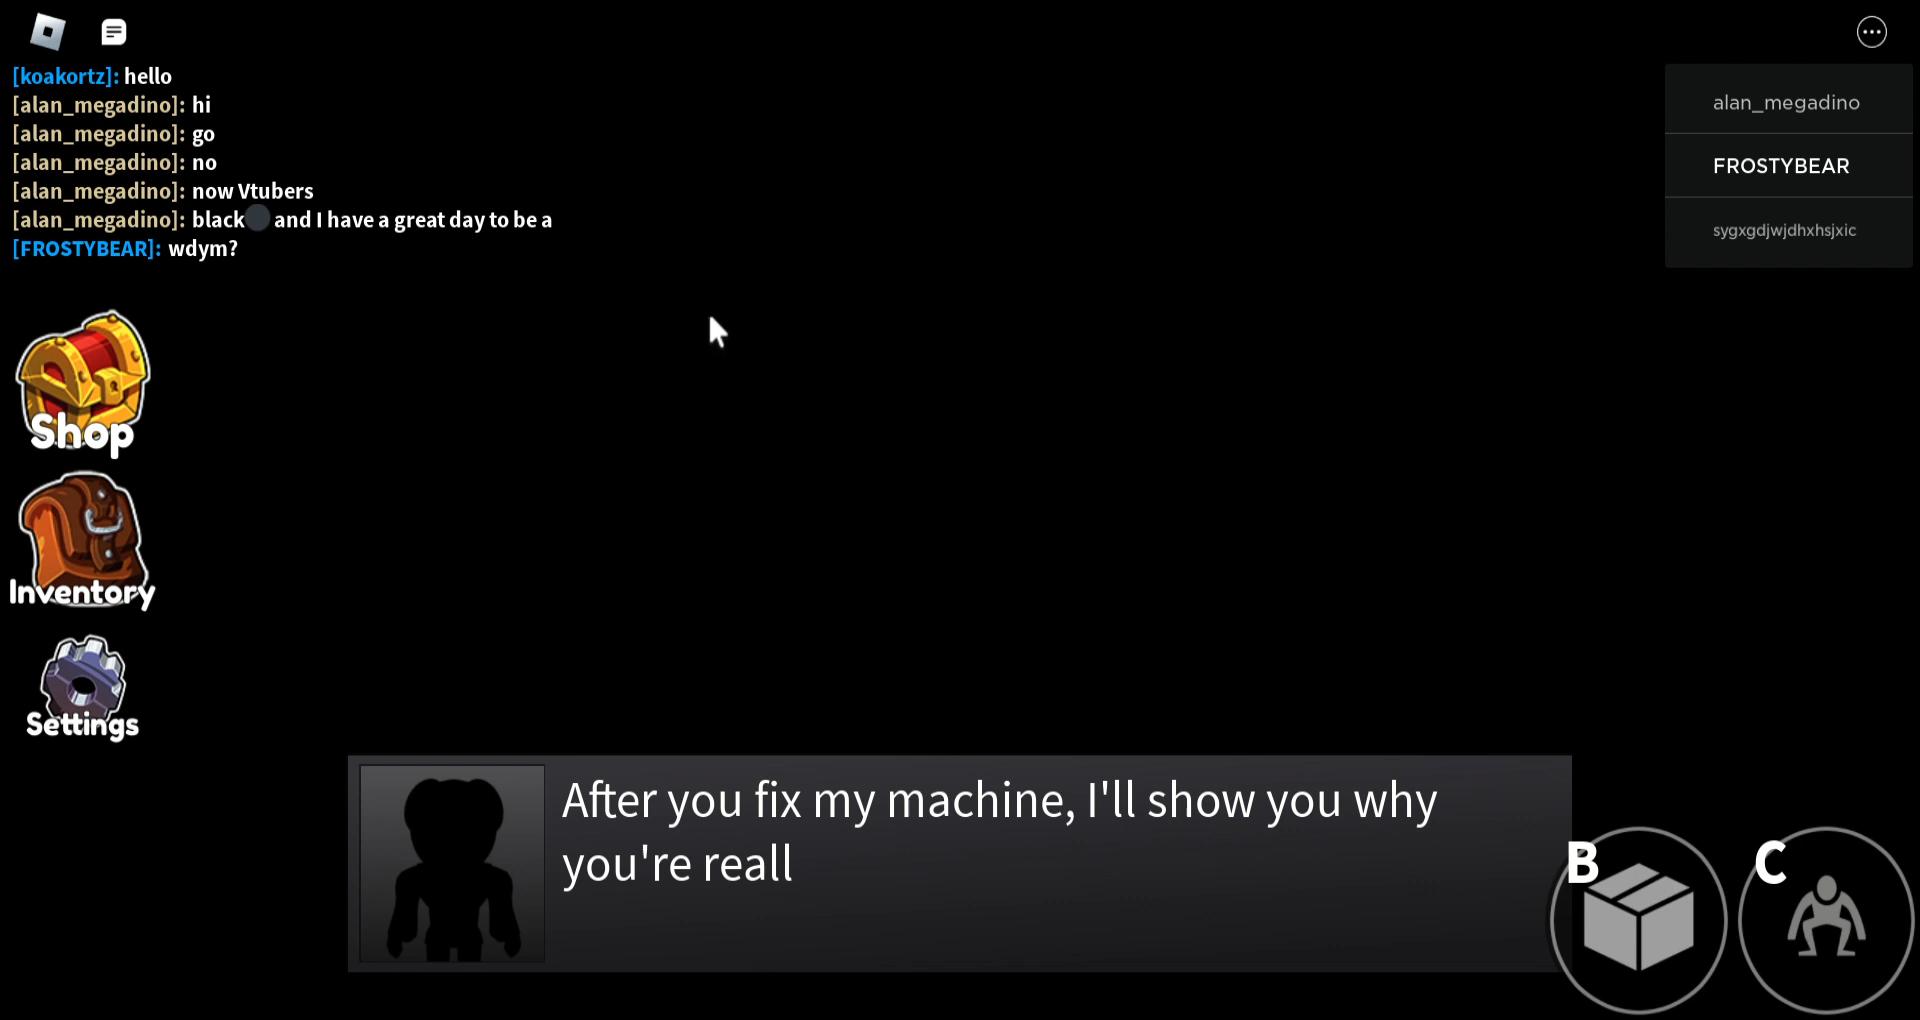 [koakortz]: hello
[alan_megadino]: hi
[alan_megadino]: go
[alan_megadino]: no
[alan_megadino]: now Vtubers
[alan_megadino]: black and I have a great day to be a
[FROSTYBEAR]: wdym?
alan_megadino
FROSTYBEAR
sygxgdjwjdhxhsjxic
Shop
Inventory
Settings
After you fix my machine, I'll show you why
you're reall
B
C